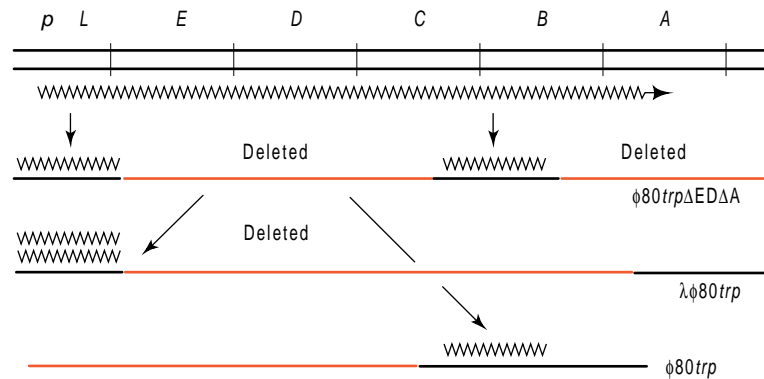 p L E D C B A
Deleted Deleted
ϕ80trpΔEDΔA
Deleted
λϕ80trp
ϕ80trp